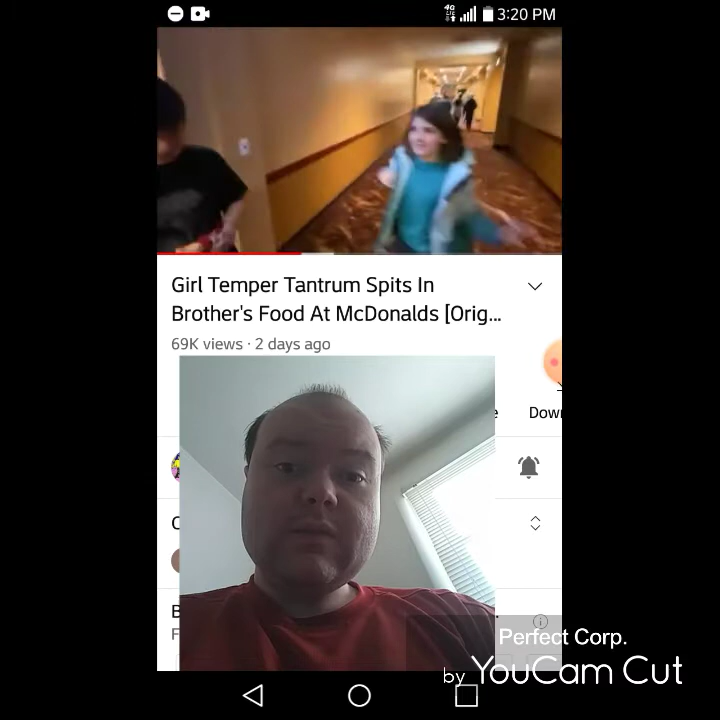 3:20 PM
Girl Temper Tantrum Spits In
Brother's Food At McDonalds [Orig...
69K views · 2 days ago
Down
Perfect Corp.
by YouCam Cut